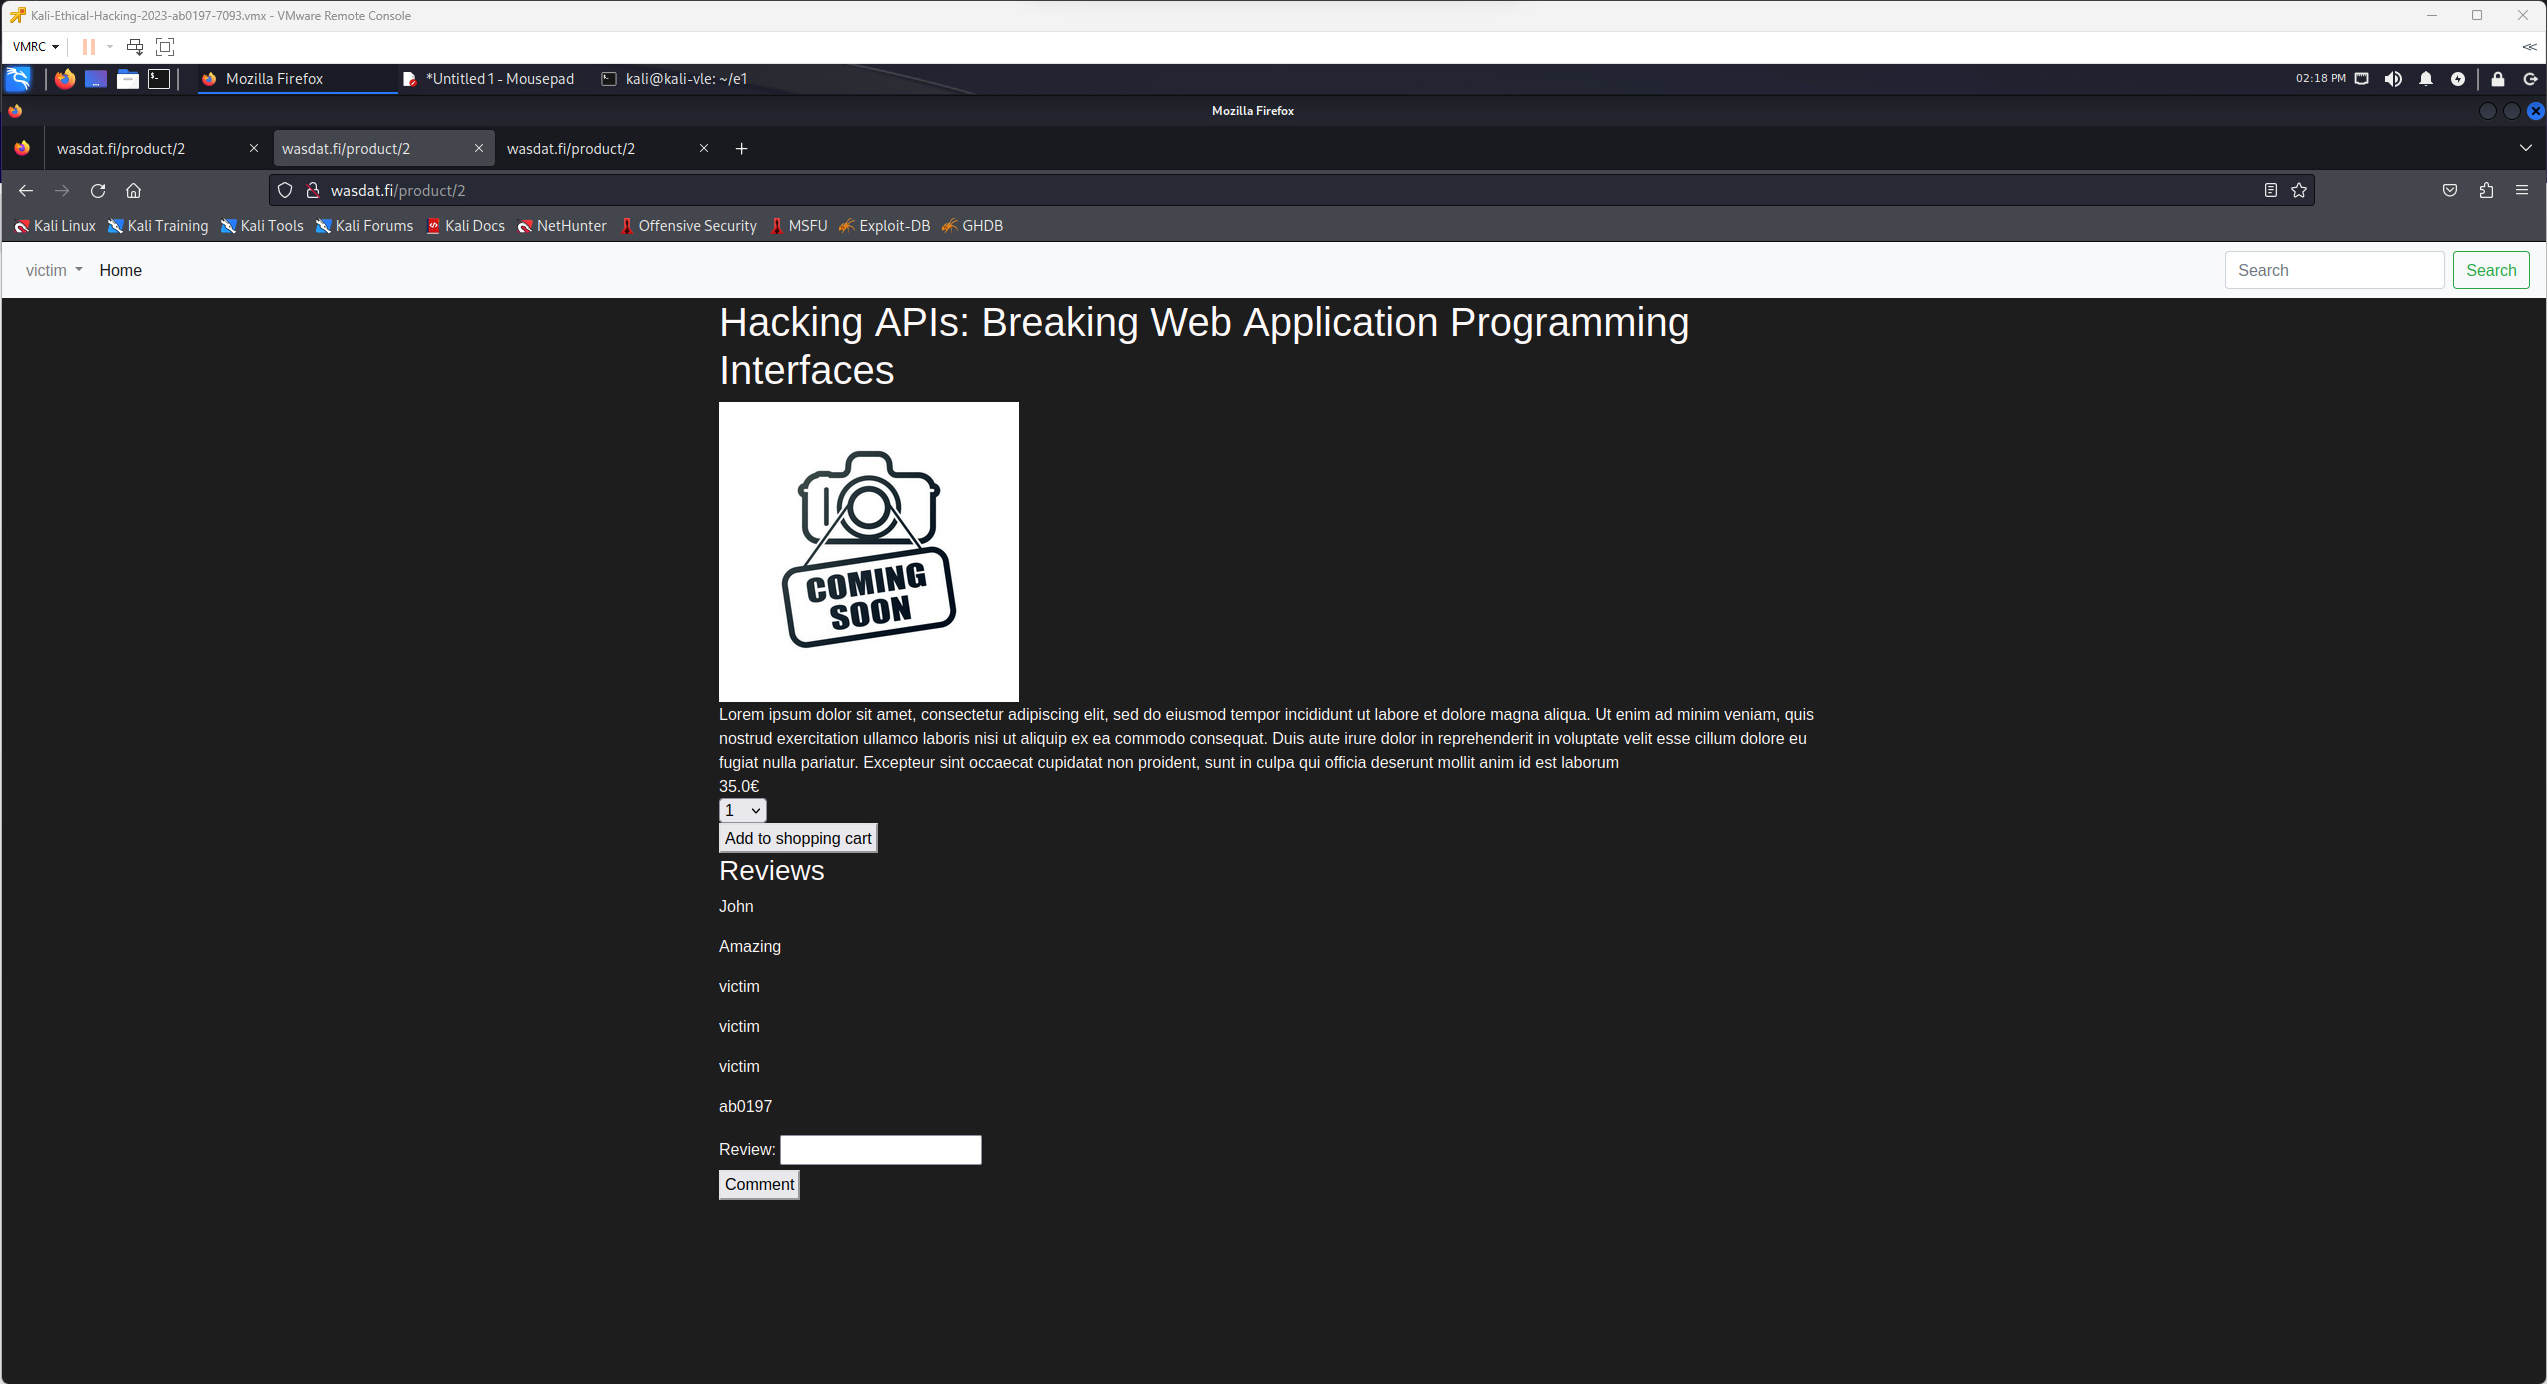 Kali-Ethical-Hacking-2023-ab0197-7093.vmx - VMware Remote Console
VMRC
Mozilla Firefox
*Untitled 1 - Mousepad
kali@kali-vle: ~/e1
02:18 PM
Mozilla Firefox
wasdat.fi/product/2
wasdat.fi/product/2
wasdat.fi/product/2
wasdat.fi/product/2
Kali Linux
Kali Training
Kali Tools
Kali Forums
Kali Docs
NetHunter
Offensive Security
MSFU
Exploit-DB
GHDB
victim
Home
Search
Search
Hacking APIs: Breaking Web Application Programming
Interfaces
COMING
SOON
Lorem ipsum dolor sit amet, consectetur adipiscing elit, sed do eiusmod tempor incididunt ut labore et dolore magna aliqua. Ut enim ad minim veniam, quis
nostrud exercitation ullamco laboris nisi ut aliquip ex ea commodo consequat. Duis aute irure dolor in reprehenderit in voluptate velit esse cillum dolore eu
fugiat nulla pariatur. Excepteur sint occaecat cupidatat non proident, sunt in culpa qui officia deserunt mollit anim id est laborum
35.0€
1
Add to shopping cart
Reviews
John
Amazing
victim
victim
victim
ab0197
Review:
Comment